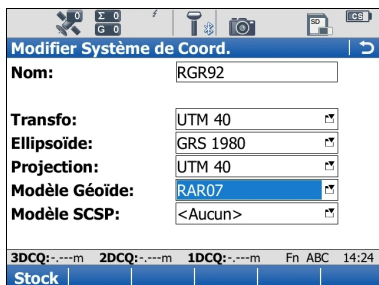 Σ 0
G 0
SD
CS
Modifier Système de Coord.
Nom: RGR92
Transfo: UTM 40
Ellipsoïde: GRS 1980
Projection: UTM 40
Modèle Géoïde: RAR07
Modèle SCSP: <Aucun>
3DCQ:-.---m 2DCQ:-.---m 1DCQ:-.---m Fn ABC 14:24
Stock